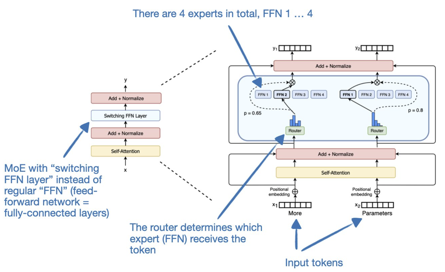 There are 4 experts in total, FFN 1 … 4
y
Add + Normalize
Switching FFN Layer
Add + Normalize
Self-Attention
x
MoE with “switching
FFN layer” instead of
regular “FFN” (feed-
forward network =
fully-connected layers)
y₁
y₂
Add + Normalize
FFN 1
FFN 2
FFN 3
FFN 4
FFN 1
FFN 2
FFN 3
FFN 4
p = 0.65
p = 0.8
Router
Router
Add + Normalize
Self-Attention
Positional
embedding
Positional
embedding
x₁
x₂
More
Parameters
The router determines which
expert (FFN) receives the
token
Input tokens